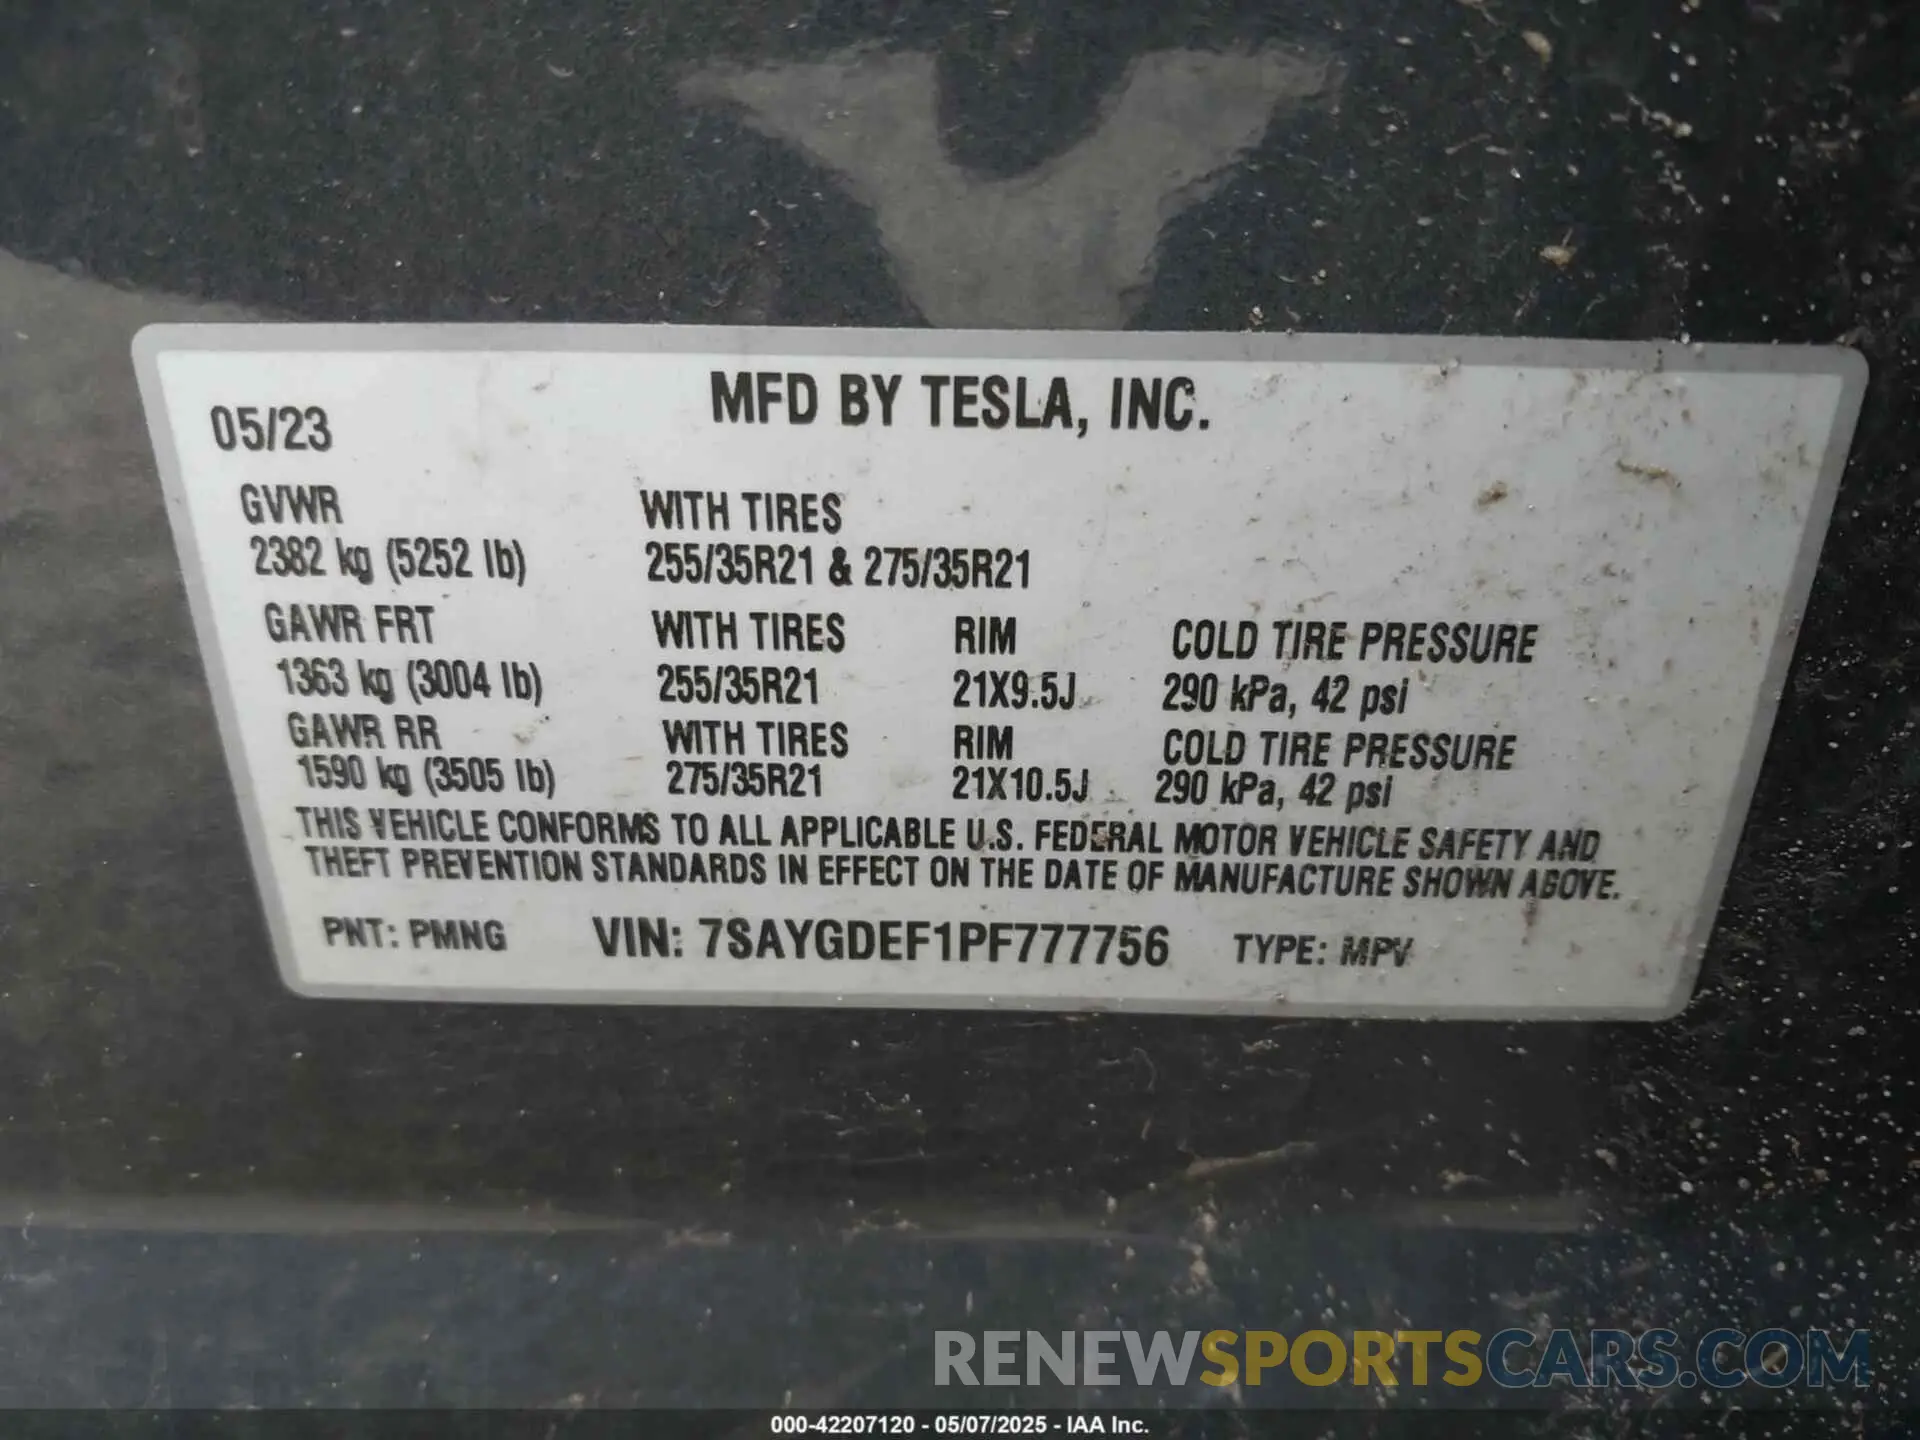 MFD BY TESLA, INC.
05/23
GVWR WITH TIRES
2382 kg (5252 lb) 255/35R21 & 275/35R21
GAWR FRT WITH TIRES RIM COLD TIRE PRESSURE
1363 kg (3004 lb) 255/35R21 21X9.5J 290 kPa, 42 psi
GAWR RR WITH TIRES RIM COLD TIRE PRESSURE
1590 kg (3505 lb) 275/35R21 21X10.5J 290 kPa, 42 psi
THIS VEHICLE CONFORMS TO ALL APPLICABLE U.S. FEDERAL MOTOR VEHICLE SAFETY AND
THEFT PREVENTION STANDARDS IN EFFECT ON THE DATE OF MANUFACTURE SHOWN ABOVE.
PNT: PMNG VIN: 7SAYGDEF1PF777756 TYPE: MPV
RENEWSPORTSCARS.COM
000-42207120 - 05/07/2025 - IAA Inc.